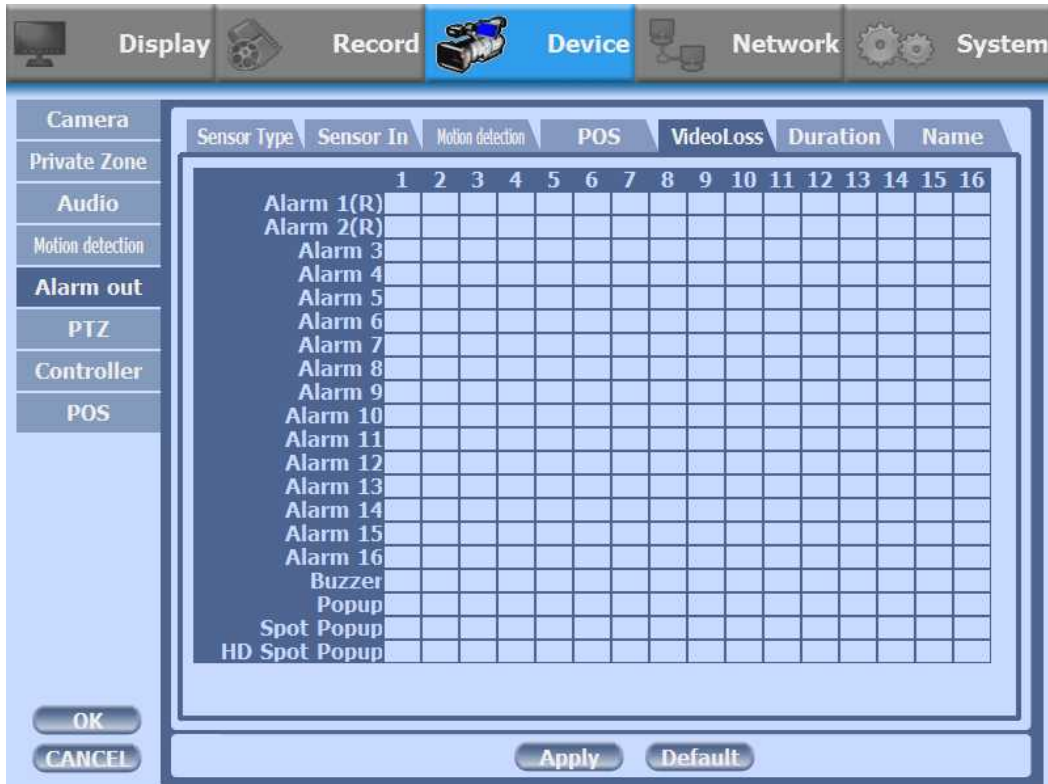 Display Record Device Network System
Camera
Private Zone
Audio
Motion detection
Alarm out
PTZ
Controller
POS
OK
CANCEL
Sensor Type Sensor In Motion detection POS VideoLoss Duration Name
1 2 3 4 5 6 7 8 9 10 11 12 13 14 15 16
Alarm 1(R)
Alarm 2(R)
Alarm 3
Alarm 4
Alarm 5
Alarm 6
Alarm 7
Alarm 8
Alarm 9
Alarm 10
Alarm 11
Alarm 12
Alarm 13
Alarm 14
Alarm 15
Alarm 16
Buzzer
Popup
Spot Popup
HD Spot Popup
Apply Default